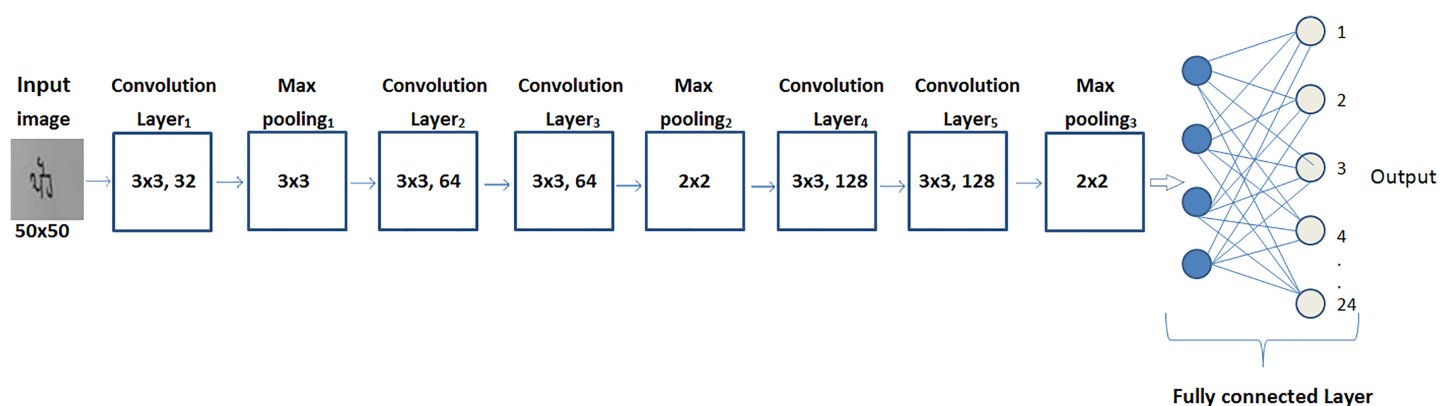 Input
image
50x50
Convolution
Layer₁
3x3, 32
Max
pooling₁
3x3
Convolution
Layer₂
3x3, 64
Convolution
Layer₃
3x3, 64
Max
pooling₂
2x2
Convolution
Layer₄
3x3, 128
Convolution
Layer₅
3x3, 128
Max
pooling₃
2x2
1
2
3
4
.
.
24
Output
Fully connected Layer